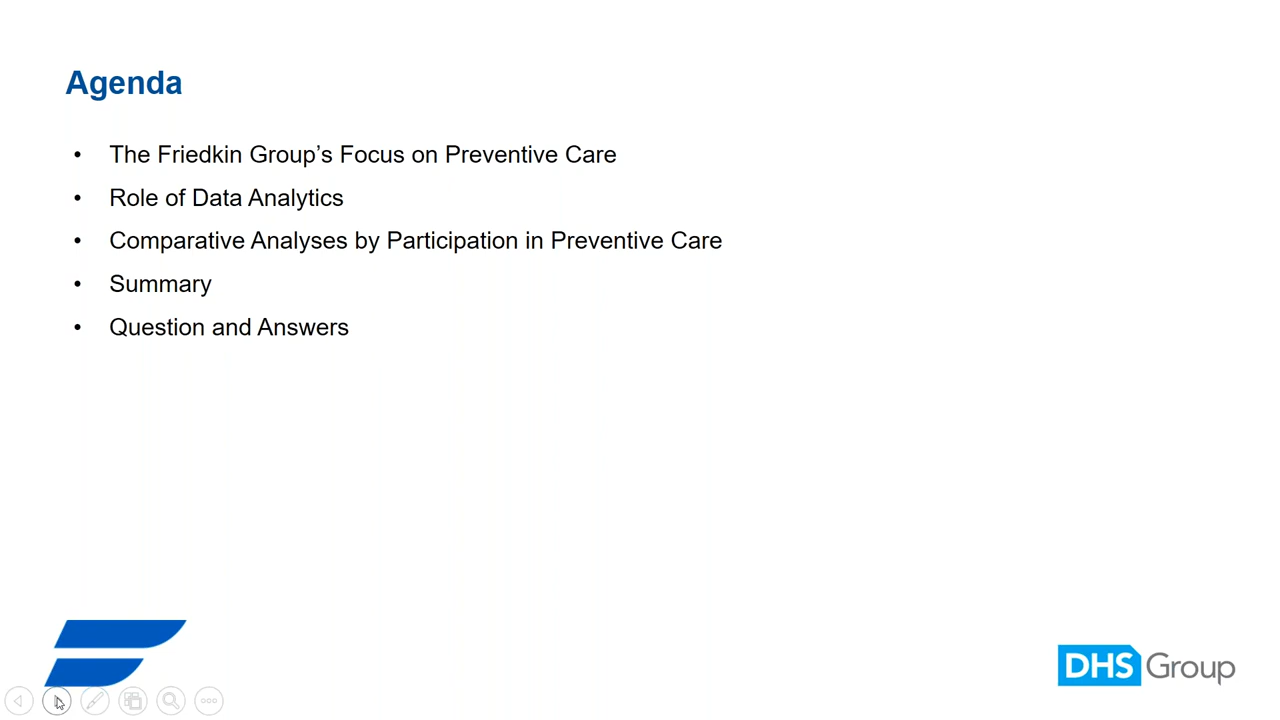 Agenda
• The Friedkin Group’s Focus on Preventive Care
• Role of Data Analytics
• Comparative Analyses by Participation in Preventive Care
• Summary
• Question and Answers
DHS Group